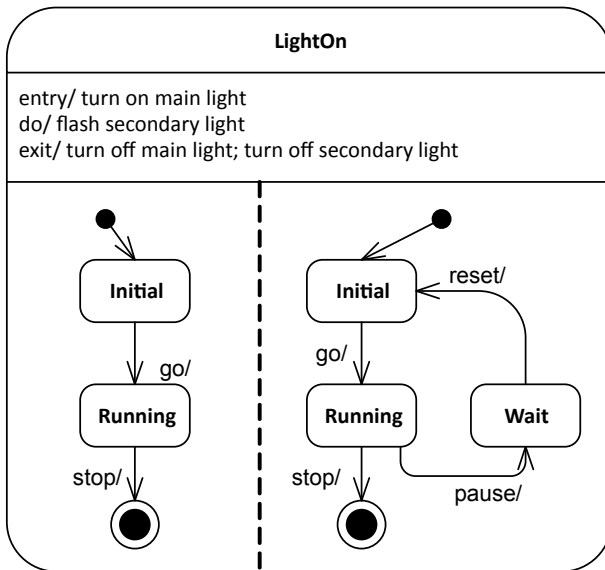 LightOn
entry/ turn on main light
do/ flash secondary light
exit/ turn off main light; turn off secondary light
Initial
go/
Running
stop/
Initial
reset/
go/
Running
Wait
stop/
pause/